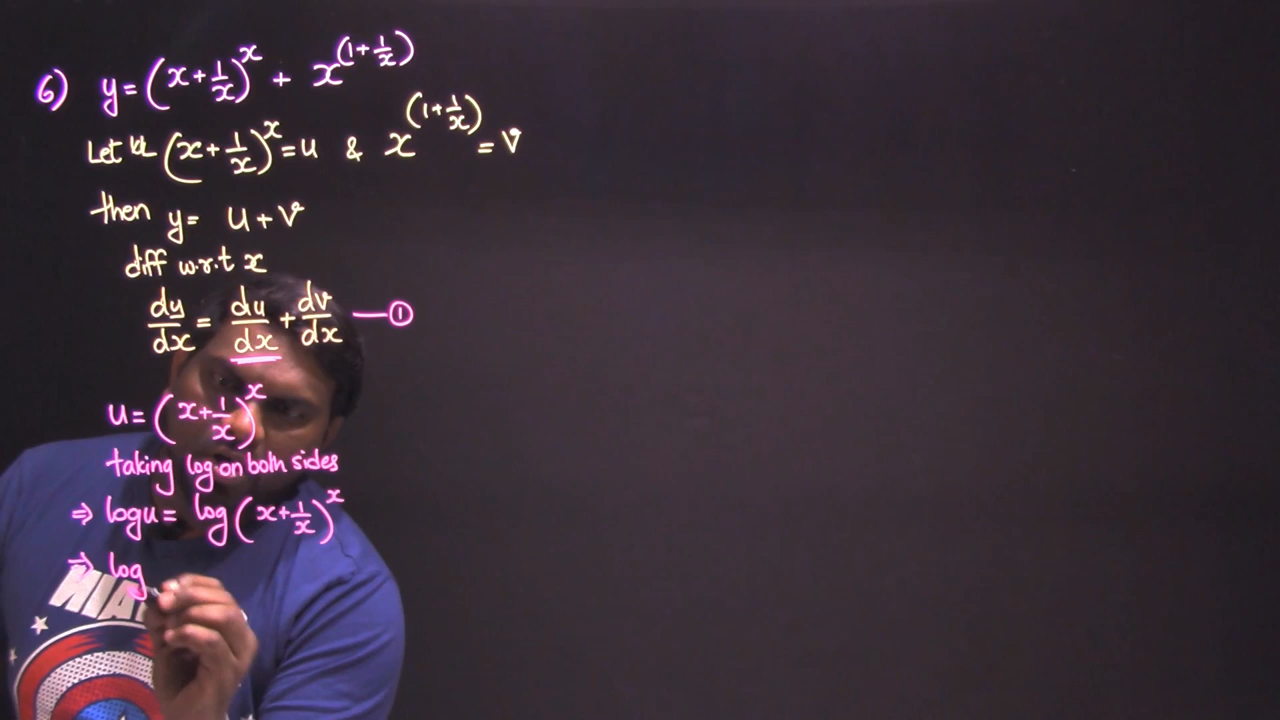 6) y = (x + 1/x)^x + x^(1 + 1/x)
Let (x + 1/x)^x = u & x^(1 + 1/x) = v
then y = u + v
diff w.r.t x
dy/dx = du/dx + dv/dx — ①
u = (x + 1/x)^x
taking log on both sides
⇒ log u = log (x + 1/x)^x
⇒ log